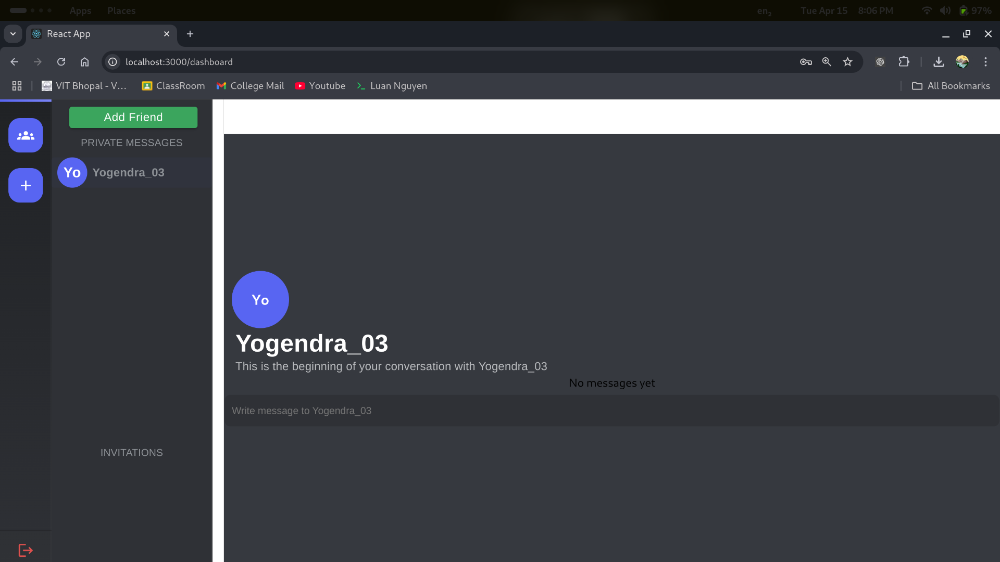 Apps Places en₂ Tue Apr 15 8:06 PM 97%
React App
localhost:3000/dashboard
VIT Bhopal - V... ClassRoom College Mail Youtube Luan Nguyen All Bookmarks
Add Friend
PRIVATE MESSAGES
Yo Yogendra_03
Yo
Yogendra_03
This is the beginning of your conversation with Yogendra_03
No messages yet
Write message to Yogendra_03
INVITATIONS